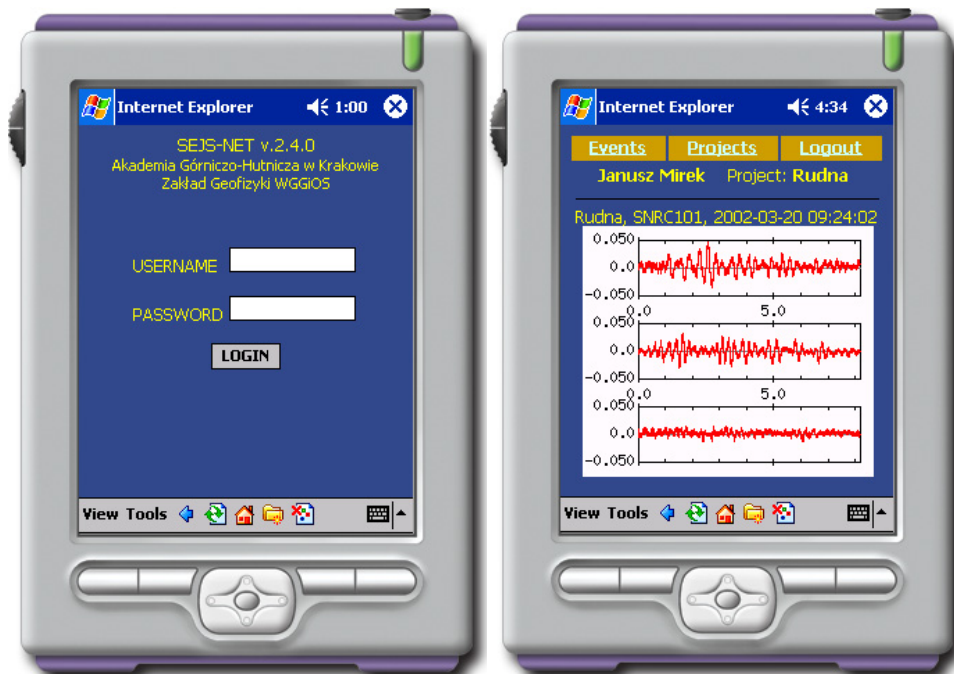 Internet Explorer 1:00
SEJS-NET v.2.4.0
Akademia Górniczo-Hutnicza w Krakowie
Zakład Geofizyki WGGiOŚ
USERNAME
PASSWORD
LOGIN
View Tools
Internet Explorer 4:34
Events Projects Logout
Janusz Mirek Project: Rudna
Rudna, SNRC101, 2002-03-20 09:24:02
0.050
0.0
-0.050
0.0 5.0
0.050
0.0
-0.050
0.0 5.0
0.050
0.0
-0.050
View Tools